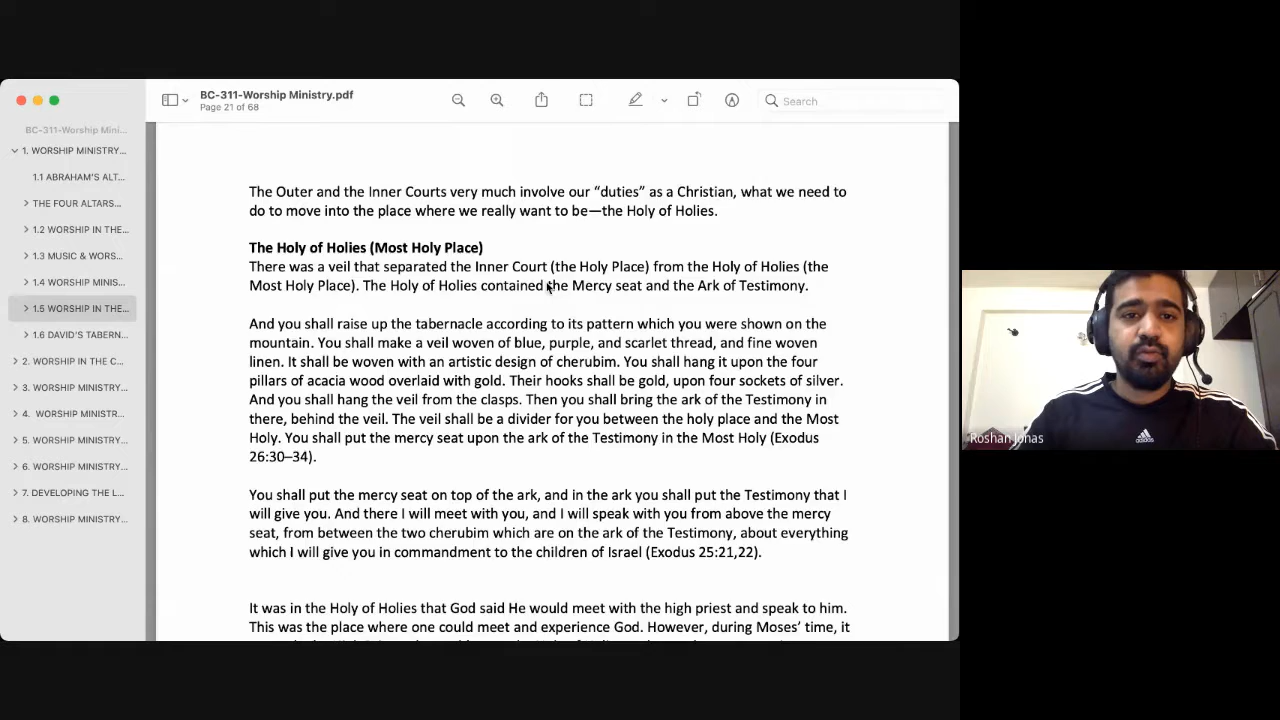 BC-311-Worship Ministry.pdf
Page 21 of 68
Search
BC-311-Worship Mini...
1. WORSHIP MINISTRY...
1.1 ABRAHAM'S ALT...
THE FOUR ALTARS...
1.2 WORSHIP IN THE...
1.3 MUSIC & WORS...
1.4 WORSHIP MINIS...
1.5 WORSHIP IN THE...
1.6 DAVID'S TABERN...
2. WORSHIP IN THE C...
3. WORSHIP MINISTRY...
4. WORSHIP MINISTR...
5. WORSHIP MINISTRY...
6. WORSHIP MINISTRY...
7. DEVELOPING THE L...
8. WORSHIP MINISTRY...
The Outer and the Inner Courts very much involve our “duties” as a Christian, what we need to
do to move into the place where we really want to be—the Holy of Holies.
The Holy of Holies (Most Holy Place)
There was a veil that separated the Inner Court (the Holy Place) from the Holy of Holies (the
Most Holy Place). The Holy of Holies contained the Mercy seat and the Ark of Testimony.
And you shall raise up the tabernacle according to its pattern which you were shown on the
mountain. You shall make a veil woven of blue, purple, and scarlet thread, and fine woven
linen. It shall be woven with an artistic design of cherubim. You shall hang it upon the four
pillars of acacia wood overlaid with gold. Their hooks shall be gold, upon four sockets of silver.
And you shall hang the veil from the clasps. Then you shall bring the ark of the Testimony in
there, behind the veil. The veil shall be a divider for you between the holy place and the Most
Holy. You shall put the mercy seat upon the ark of the Testimony in the Most Holy (Exodus
26:30–34).
You shall put the mercy seat on top of the ark, and in the ark you shall put the Testimony that I
will give you. And there I will meet with you, and I will speak with you from above the mercy
seat, from between the two cherubim which are on the ark of the Testimony, about everything
which I will give you in commandment to the children of Israel (Exodus 25:21,22).
It was in the Holy of Holies that God said He would meet with the high priest and speak to him.
This was the place where one could meet and experience God. However, during Moses’ time, it
adidas
Roshan Jonas